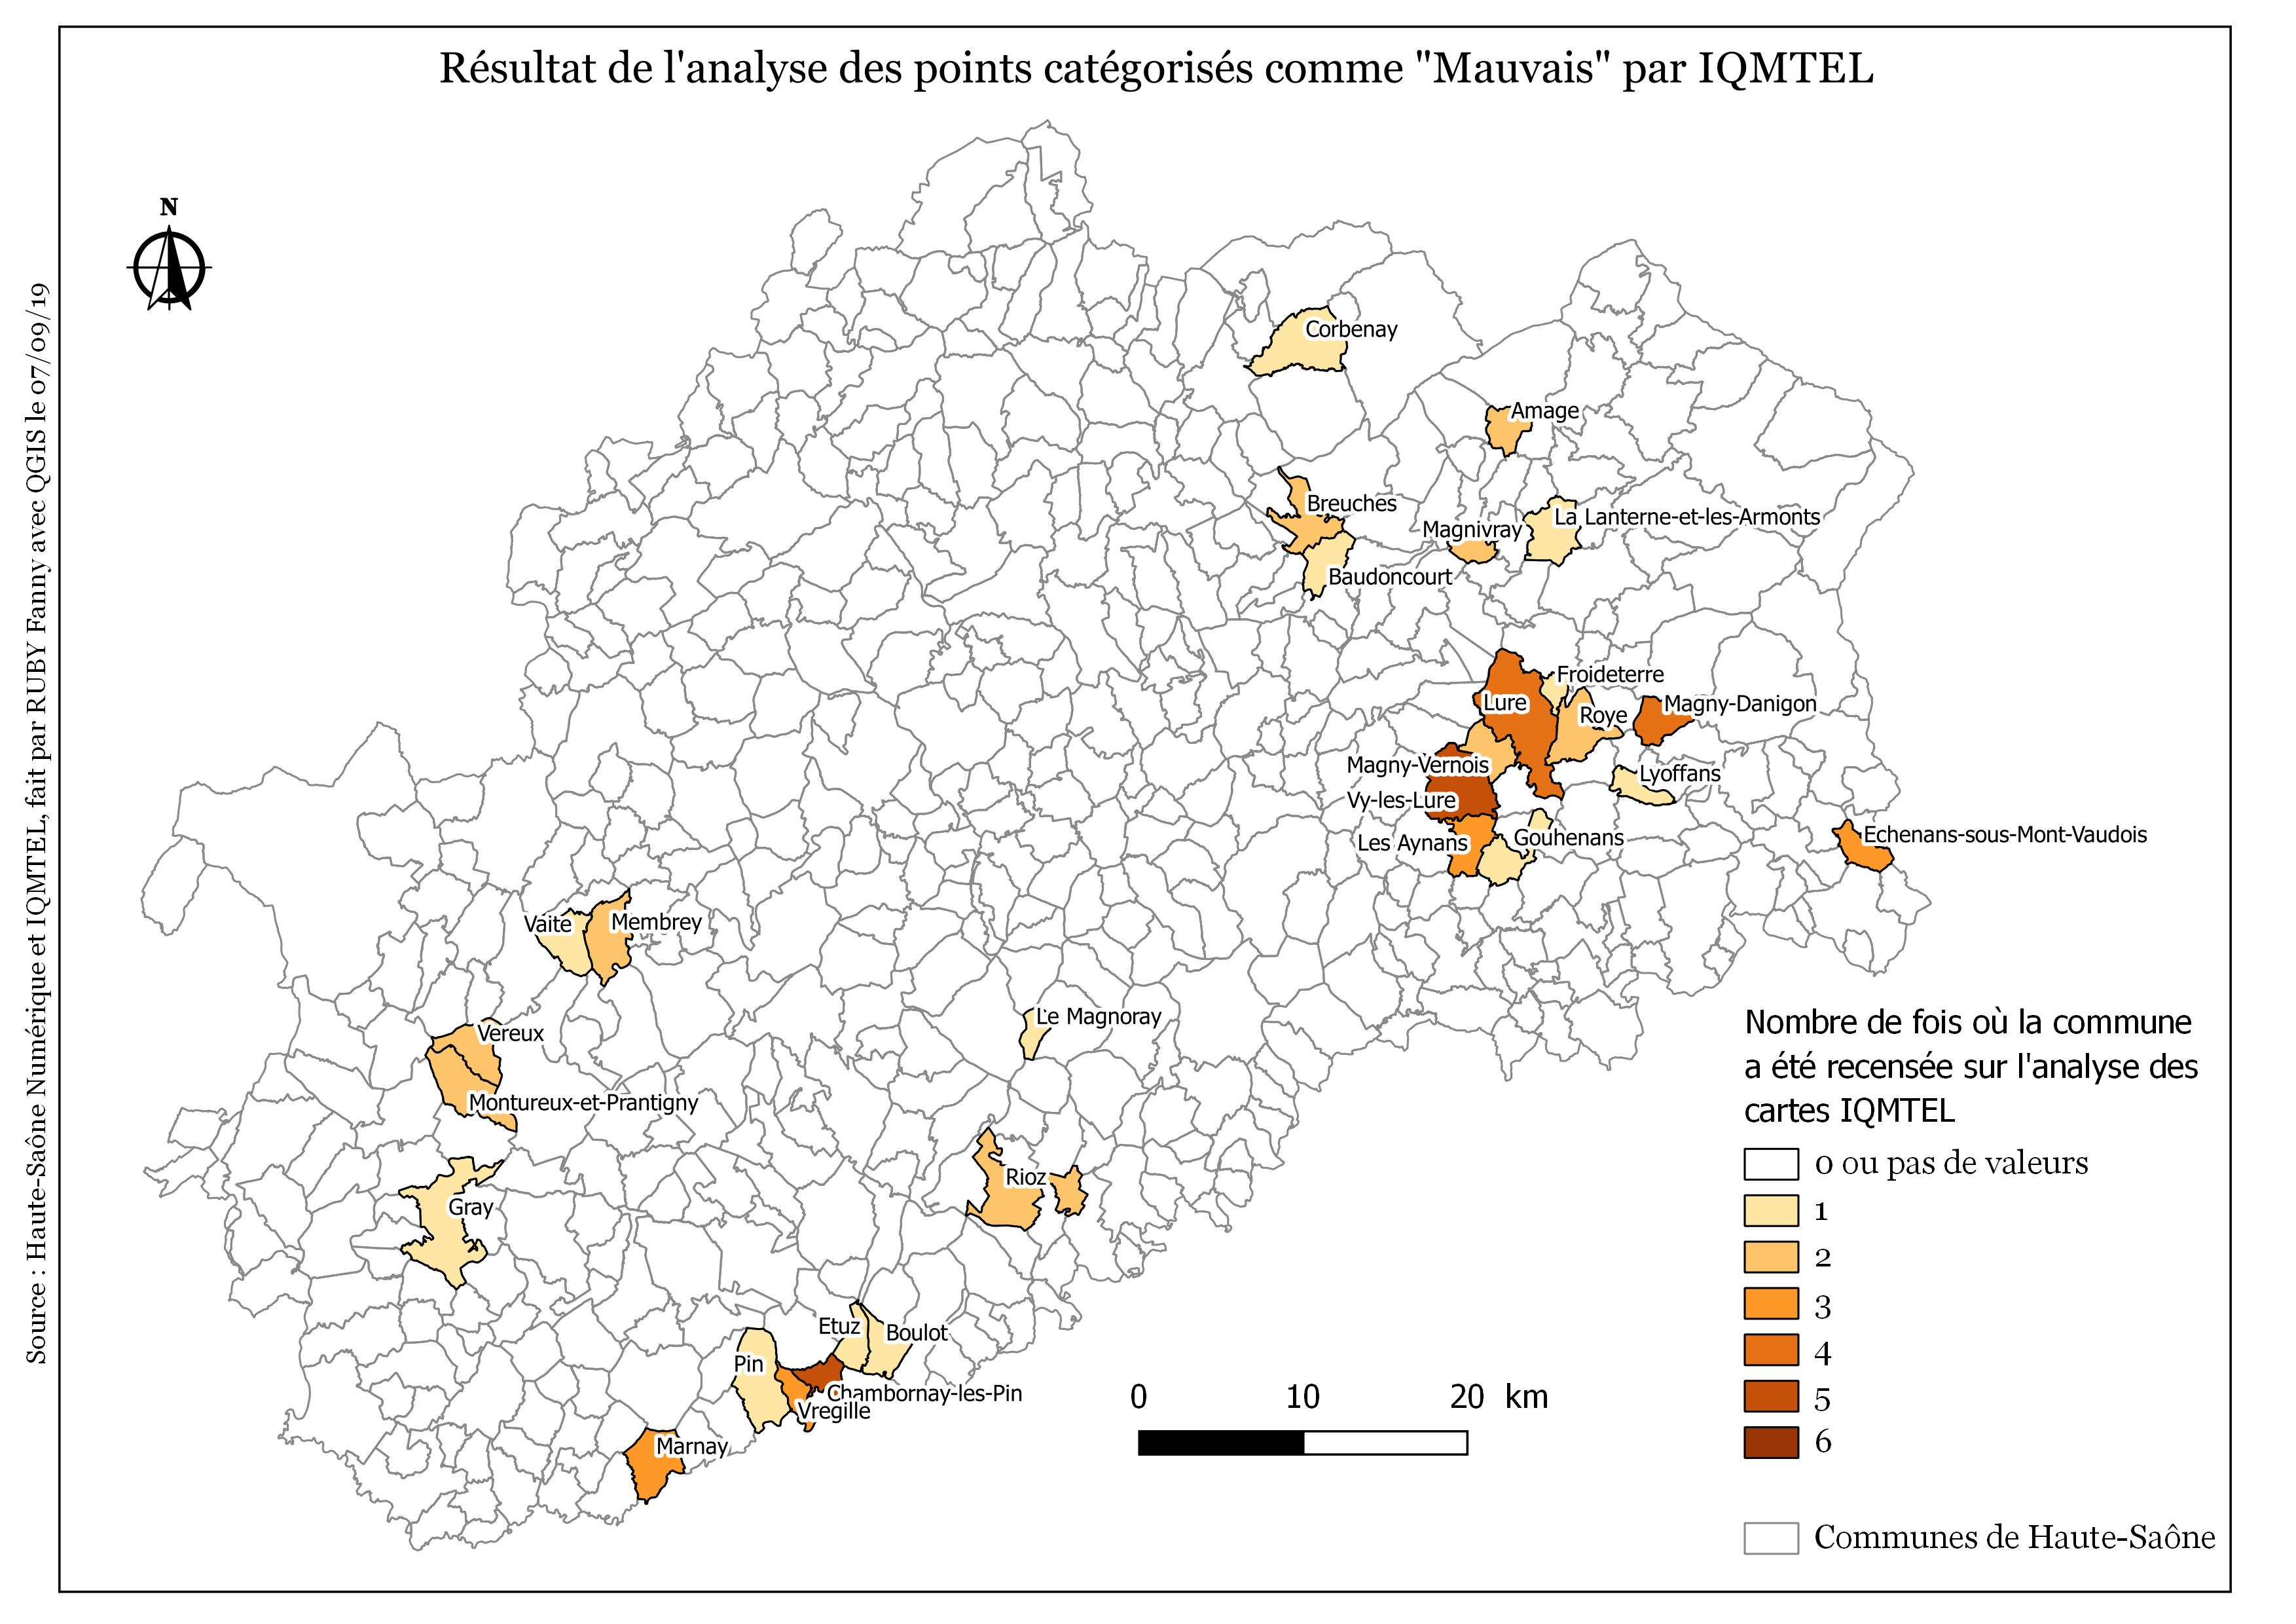 Résultat de l'analyse des points catégorisés comme "Mauvais" par IQMTEL
N
Source : Haute-Saône Numérique et IQMTEL, fait par RUBY Fanny avec QGIS le 07/09/19
Corbenay
Amage
Breuches
La Lanterne-et-les-Armonts
Magnivray
Baudoncourt
Froideterre
Lure
Magny-Danigon
Roye
Magny-Vernois
Lyoffans
Vy-les-Lure
Les Aynans
Gouhenans
Echenans-sous-Mont-Vaudois
Vaite
Membrey
Le Magnoray
Vereux
Montureux-et-Prantigny
Rioz
Gray
Etuz
Boulot
Pin
Chambornay-les-Pin
Vregille
Marnay
0 10 20 km
Nombre de fois où la commune
a été recensée sur l'analyse des
cartes IQMTEL
0 ou pas de valeurs
1
2
3
4
5
6
Communes de Haute-Saône